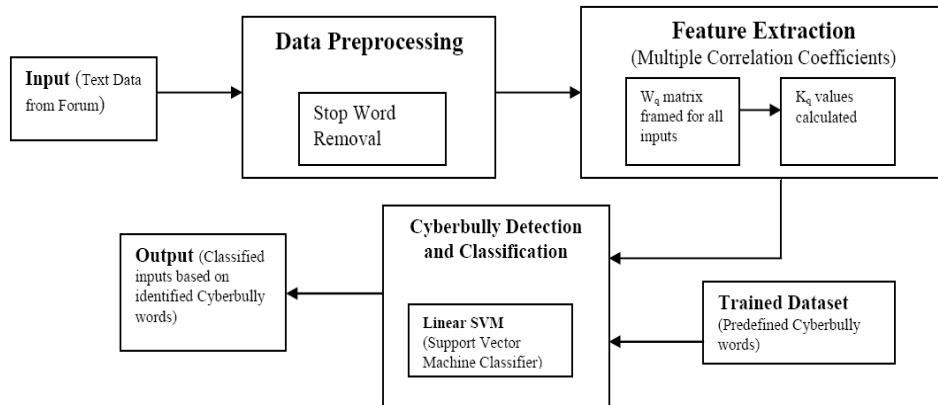 Input (Text Data
from Forum)
Data Preprocessing
Stop Word
Removal
Feature Extraction
(Multiple Correlation Coefficients)
Wq matrix
framed for all
inputs
Kq values
calculated
Cyberbully Detection
and Classification
Linear SVM
(Support Vector
Machine Classifier)
Trained Dataset
(Predefined Cyberbully
words)
Output (Classified
inputs based on
identified Cyberbully
words)